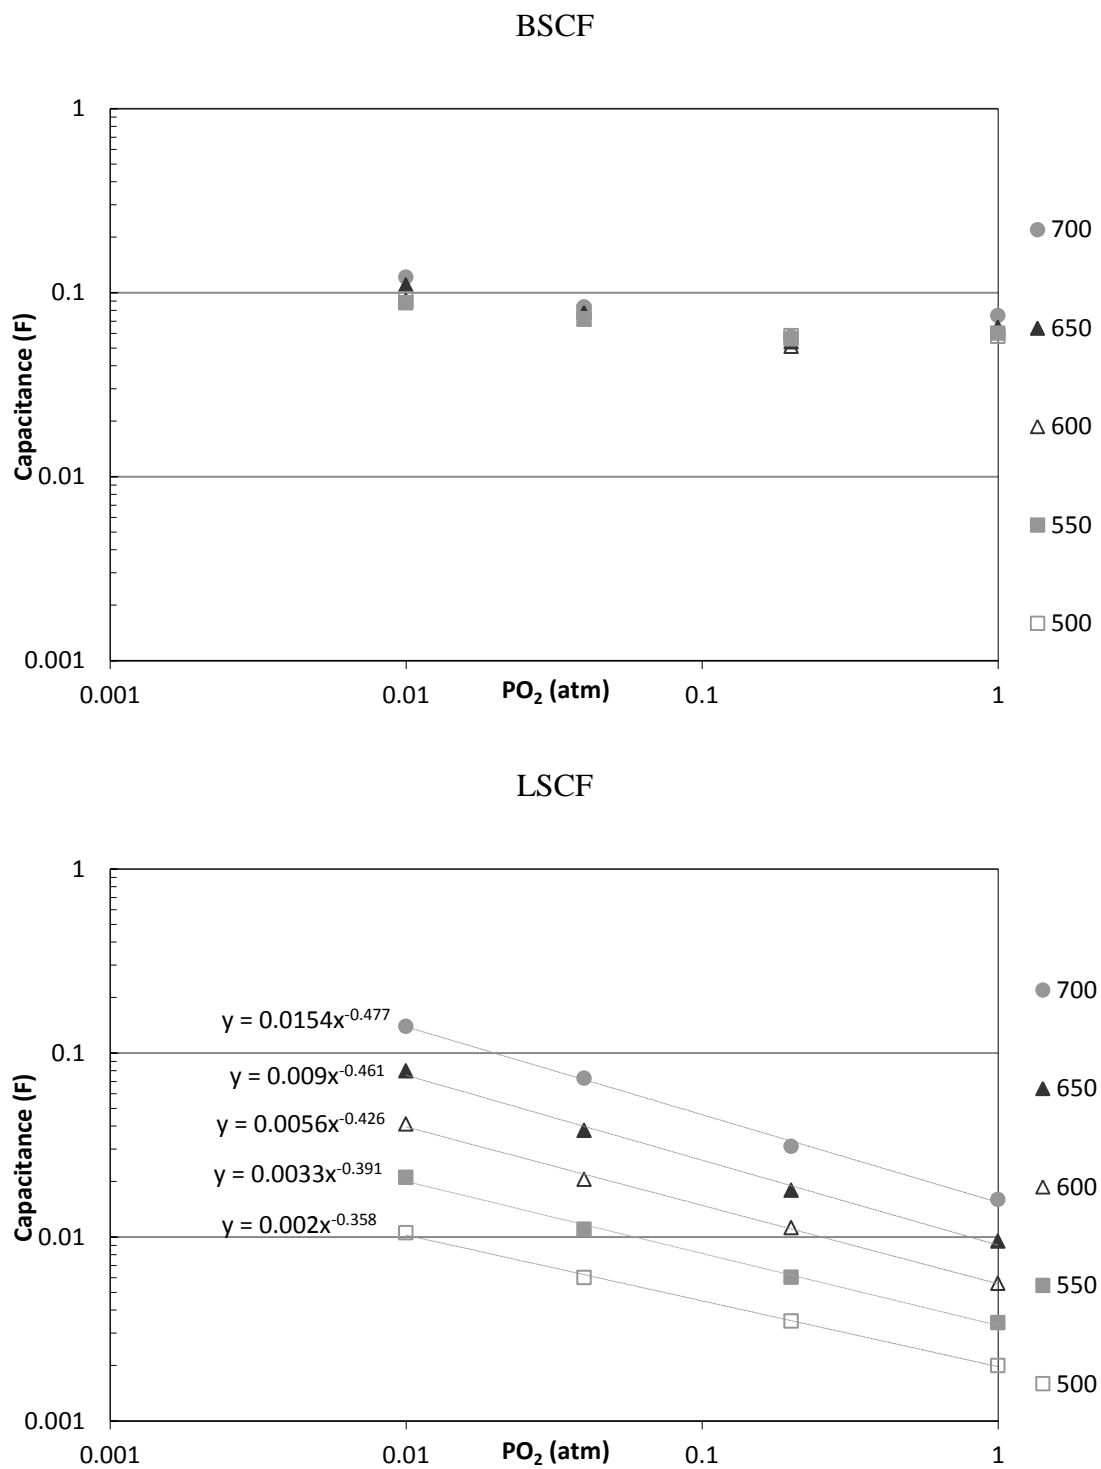 BSCF
1
0.1
0.01
0.001
Capacitance (F)
0.001
0.01
0.1
1
PO₂ (atm)
700
650
600
550
500
LSCF
1
0.1
0.01
0.001
Capacitance (F)
y = 0.0154x⁻⁰·⁴⁷⁷
y = 0.009x⁻⁰·⁴⁶¹
y = 0.0056x⁻⁰·⁴²⁶
y = 0.0033x⁻⁰·³⁹¹
y = 0.002x⁻⁰·³⁵⁸
0.001
0.01
0.1
1
PO₂ (atm)
700
650
600
550
500